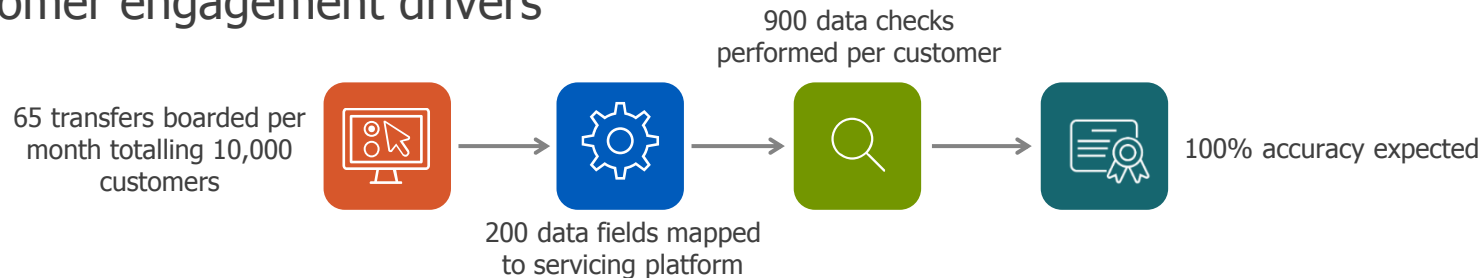 omer engagement drivers
65 transfers boarded per
month totalling 10,000
customers
200 data fields mapped
to servicing platform
900 data checks
performed per customer
100% accuracy expected